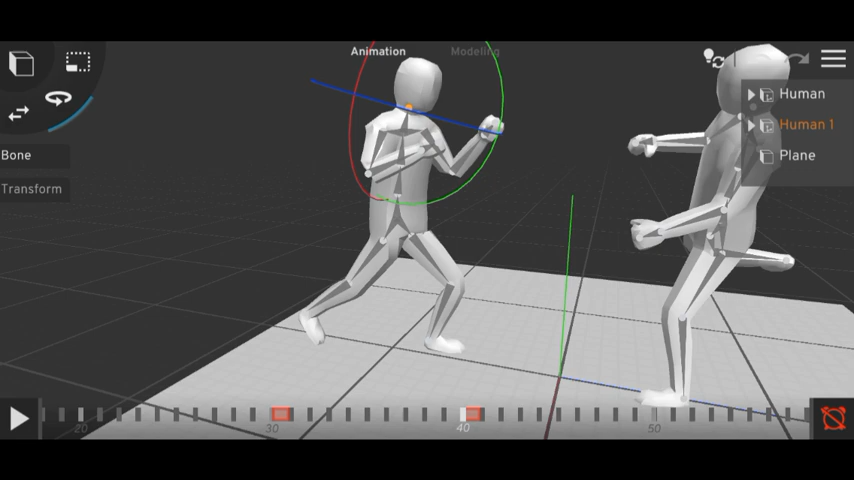 Animation
Modeling
Human
Human 1
Plane
Bone
Transform
20
30
40
50